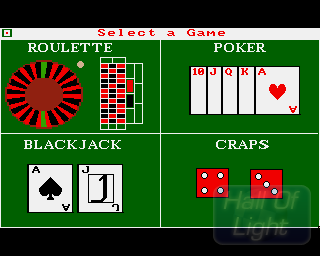 Select a Game
ROULETTE
POKER
10 J Q K A
A
BLACKJACK
CRAPS
A J
A J
Hall Of
Light